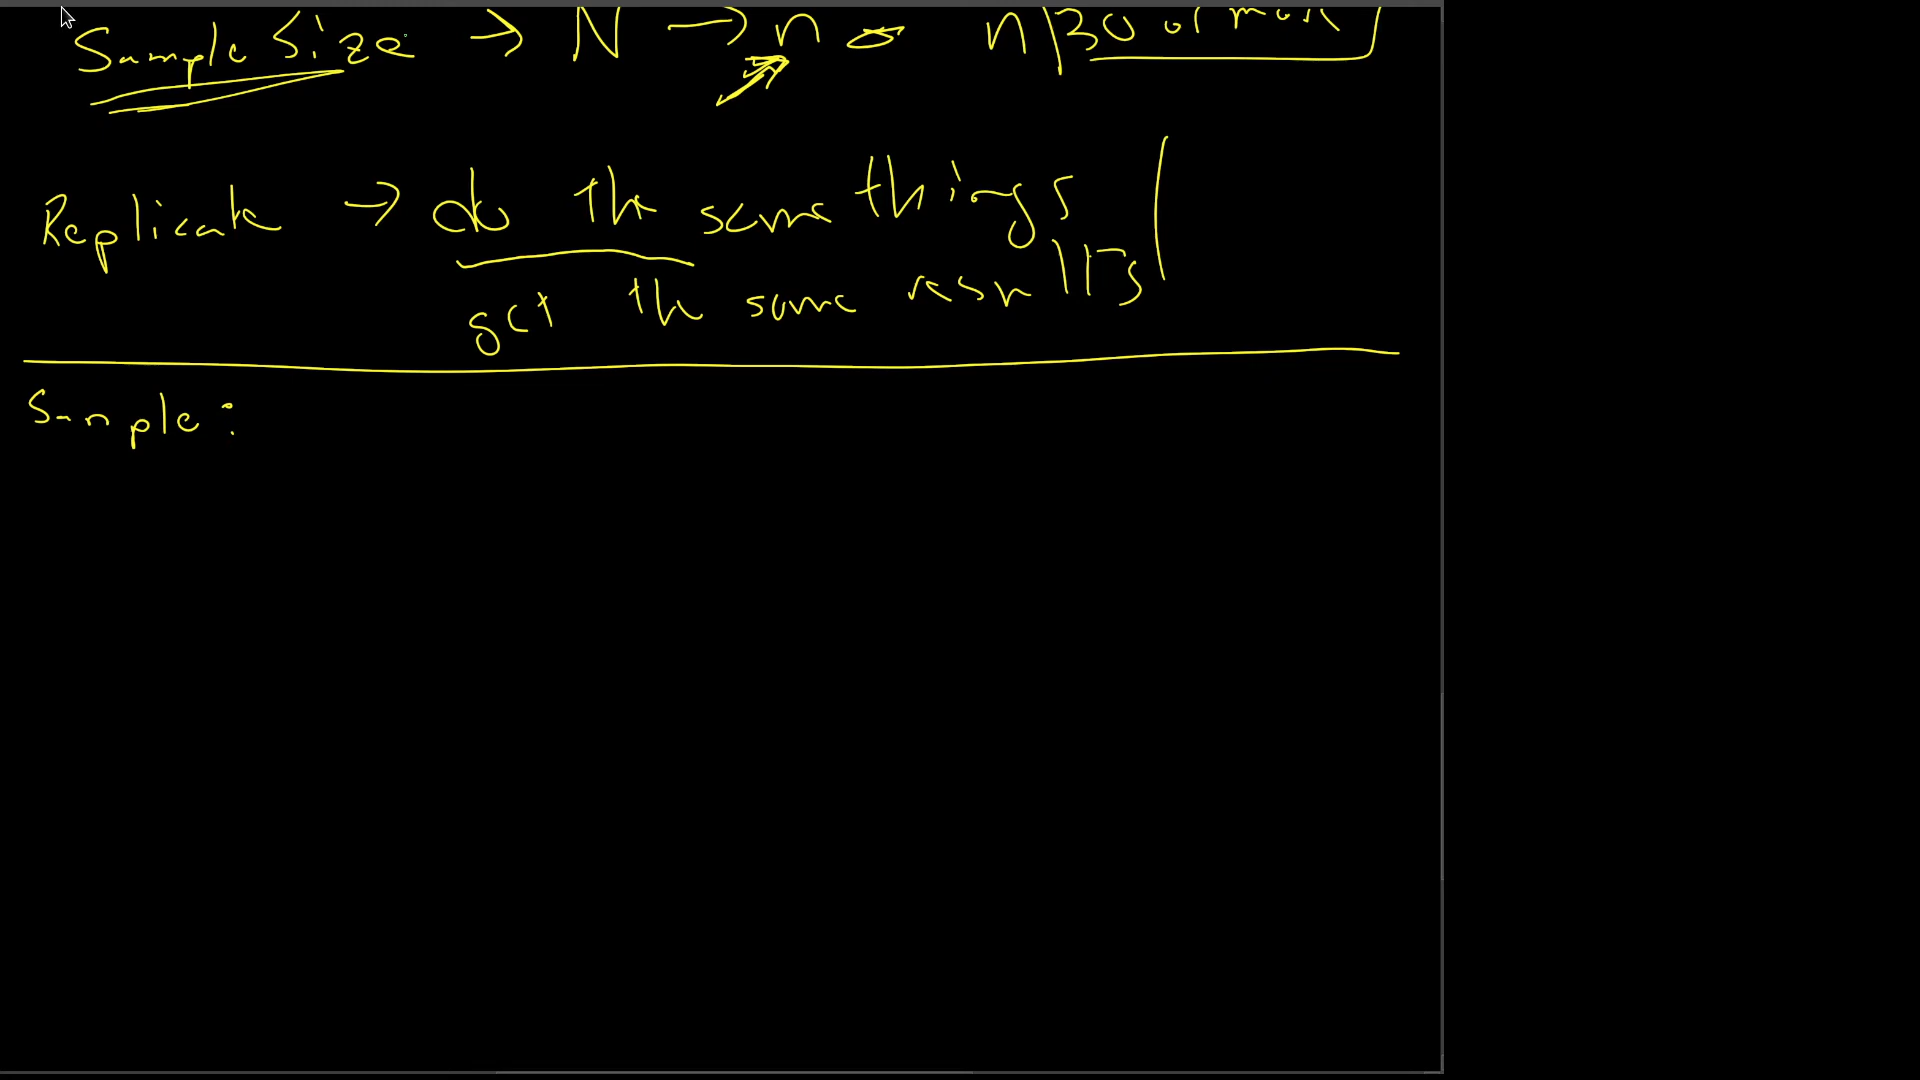 Sample Size → N → n n 30 or more
Replicate → do the same things
get the same results
Sample: